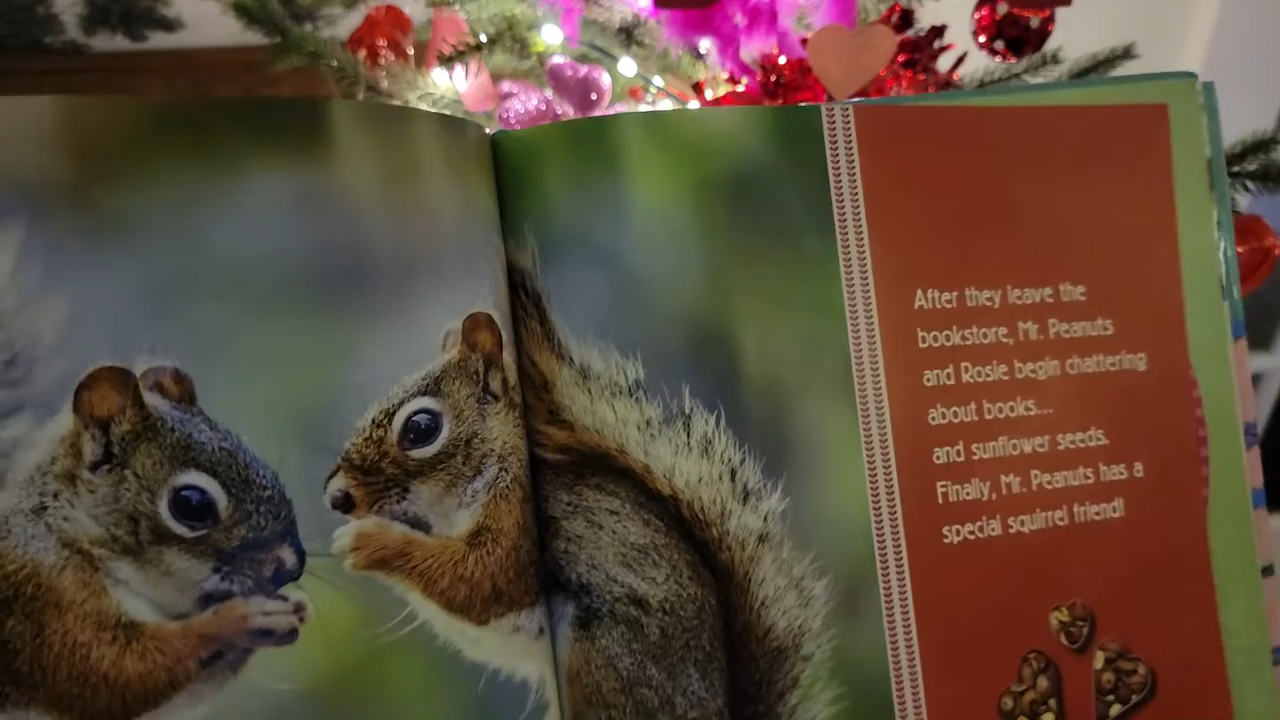 After they leave the
bookstore, Mr. Peanuts
and Rosie begin chattering
about books...
and sunflower seeds.
Finally, Mr. Peanuts has a
special squirrel friend!